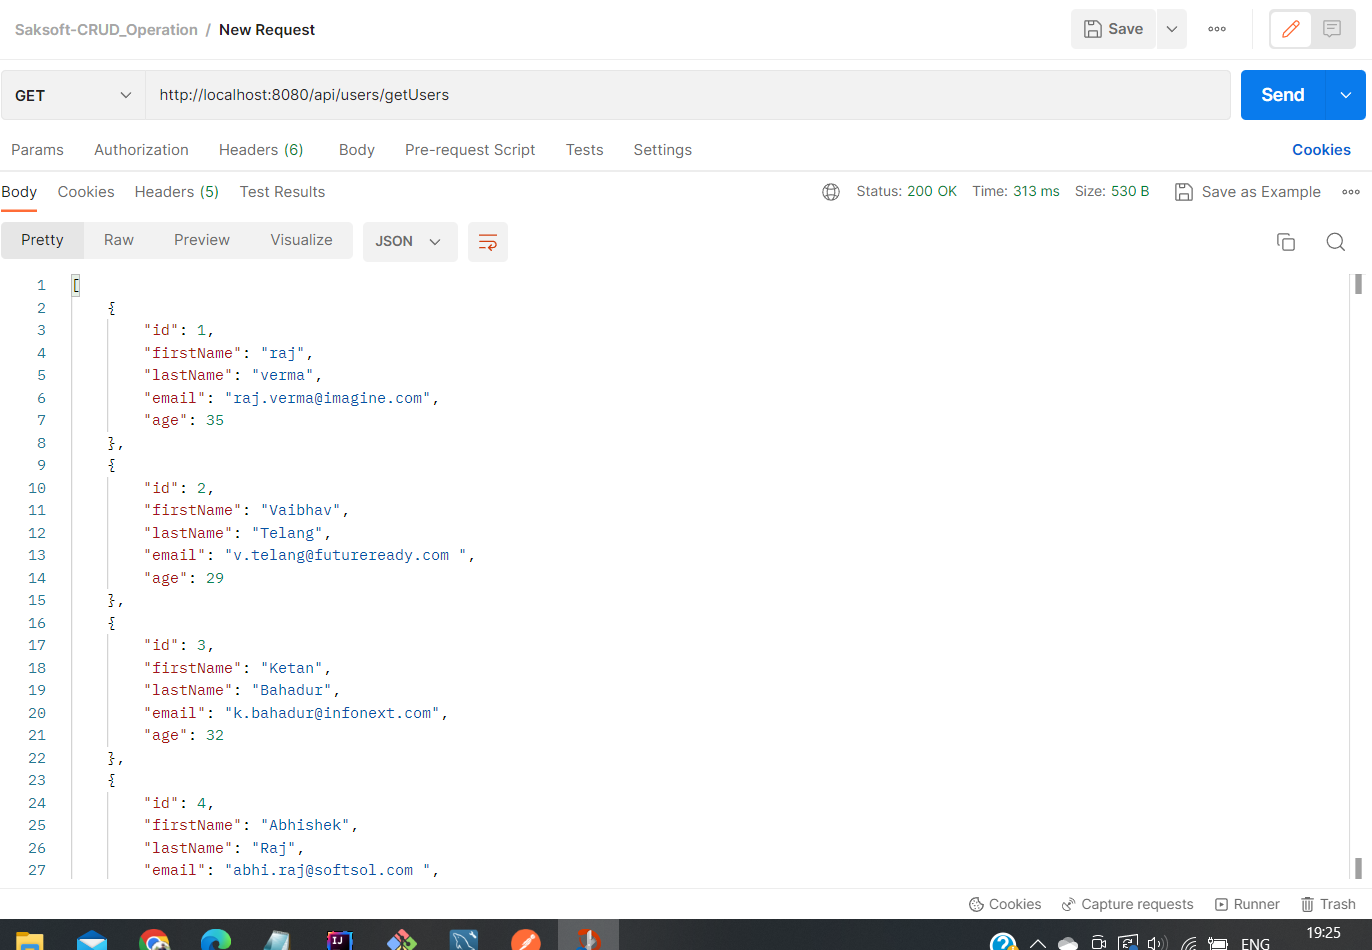 Saksoft-CRUD_Operation / New Request
Save
GET
http://localhost:8080/api/users/getUsers
Send
Params Authorization Headers (6) Body Pre-request Script Tests Settings Cookies
Body Cookies Headers (5) Test Results Status: 200 OK Time: 313 ms Size: 530 B Save as Example
Pretty Raw Preview Visualize JSON
1 [
2 {
3 "id": 1,
4 "firstName": "raj",
5 "lastName": "verma",
6 "email": "raj.verma@imagine.com",
7 "age": 35
8 },
9 {
10 "id": 2,
11 "firstName": "Vaibhav",
12 "lastName": "Telang",
13 "email": "v.telang@futureready.com ",
14 "age": 29
15 },
16 {
17 "id": 3,
18 "firstName": "Ketan",
19 "lastName": "Bahadur",
20 "email": "k.bahadur@infonext.com",
21 "age": 32
22 },
23 {
24 "id": 4,
25 "firstName": "Abhishek",
26 "lastName": "Raj",
27 "email": "abhi.raj@softsol.com ",
Cookies Capture requests Runner Trash
IJ
ENG
19:25